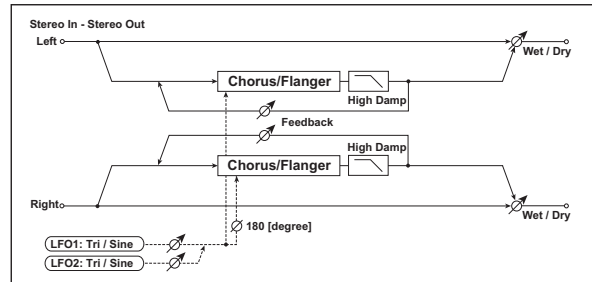 Stereo In - Stereo Out
Left
Wet / Dry
Chorus/Flanger
High Damp
Feedback
High Damp
Chorus/Flanger
Right
Wet / Dry
180 [degree]
LFO1: Tri / Sine
LFO2: Tri / Sine